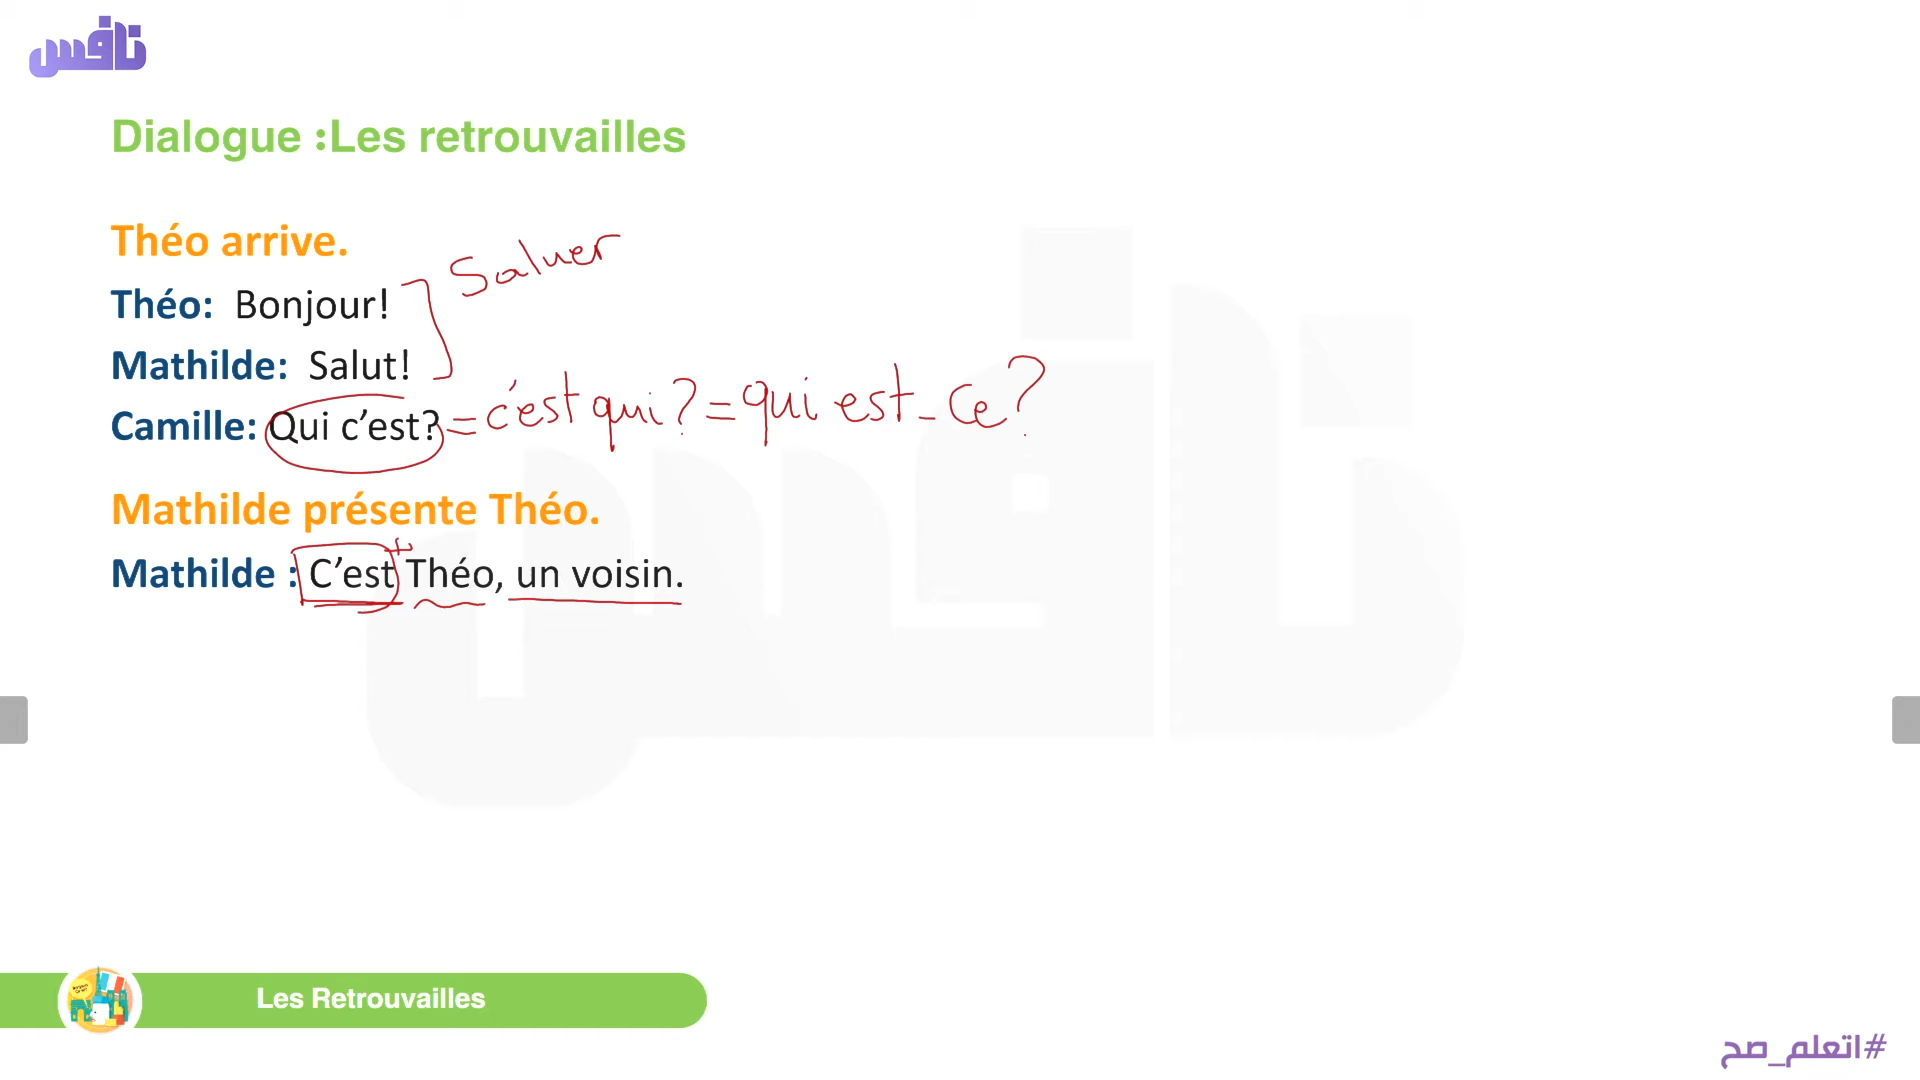 نافس
Dialogue :Les retrouvailles
Théo arrive.
Saluer
Théo: Bonjour!
Mathilde: Salut!
Camille: Qui c’est? = c'est qui? = qui est-ce?
Mathilde présente Théo.
Mathilde : C’est + Théo, un voisin.
Les Retrouvailles
#اتعلم_صح